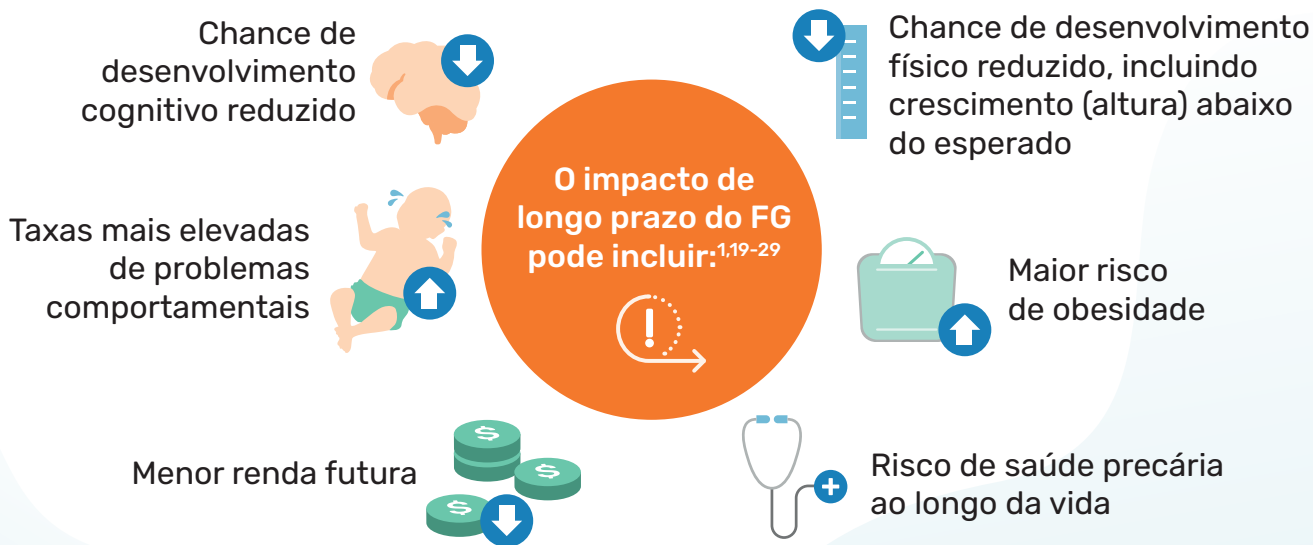 Chance de
desenvolvimento
cognitivo reduzido
Chance de desenvolvimento
físico reduzido, incluindo
crescimento (altura) abaixo
do esperado
O impacto de
longo prazo do FG
pode incluir:1,19-29
Taxas mais elevadas
de problemas
comportamentais
Maior risco
de obesidade
Menor renda futura
$
$
$
Risco de saúde precária
ao longo da vida